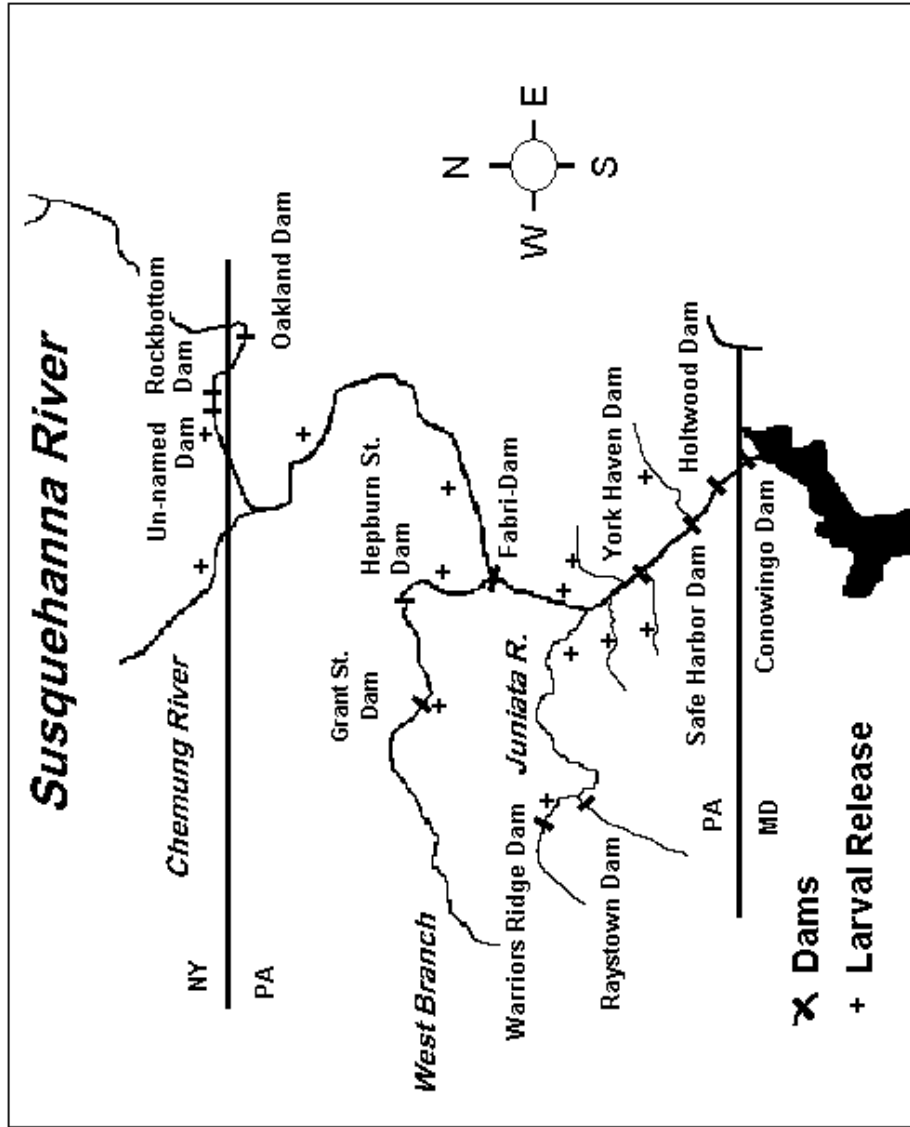 Susquehanna River
Chemung River
Un-named
Dam
Rockbottom
Dam
Oakland Dam
NY
PA
N
W
E
S
Grant St.
Dam
Hepburn St.
Dam
Fabri-Dam
West Branch
Juniata R.
Warriors Ridge Dam
Raystown Dam
York Haven Dam
Safe Harbor Dam
Holtwood Dam
Conowingo Dam
PA
MD
Dams
+ Larval Release